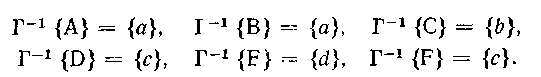 Γ⁻¹ {A} = {a}, Γ⁻¹ {B} = {a}, Γ⁻¹ {C} = {b},
Γ⁻¹ {D} = {c}, Γ⁻¹ {F} = {d}, Γ⁻¹ {F} = {c}.